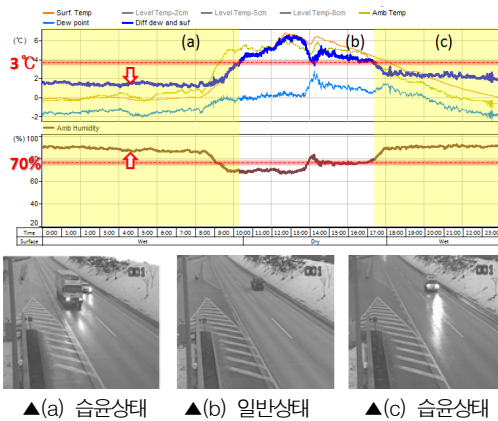 Surf. Temp Level Temp-2cm Level Temp-5cm Level Temp-8cm Amb Temp
Dew point Diff dew and suf
(℃) 6 (a) (b) (c)
3℃
2
0
-2
Amb Humidity
(%) 100
70% 80
60
40
20
Time 0:00 1:00 2:00 3:00 4:00 5:00 6:00 7:00 8:00 9:00 10:00 11:00 12:00 13:00 14:00 15:00 16:00 17:00 18:00 19:00 20:00 21:00 22:00 23:00
Surface Wet Dry Wet
001 001 001
▲(a) 습윤상태 ▲(b) 일반상태 ▲(c) 습윤상태